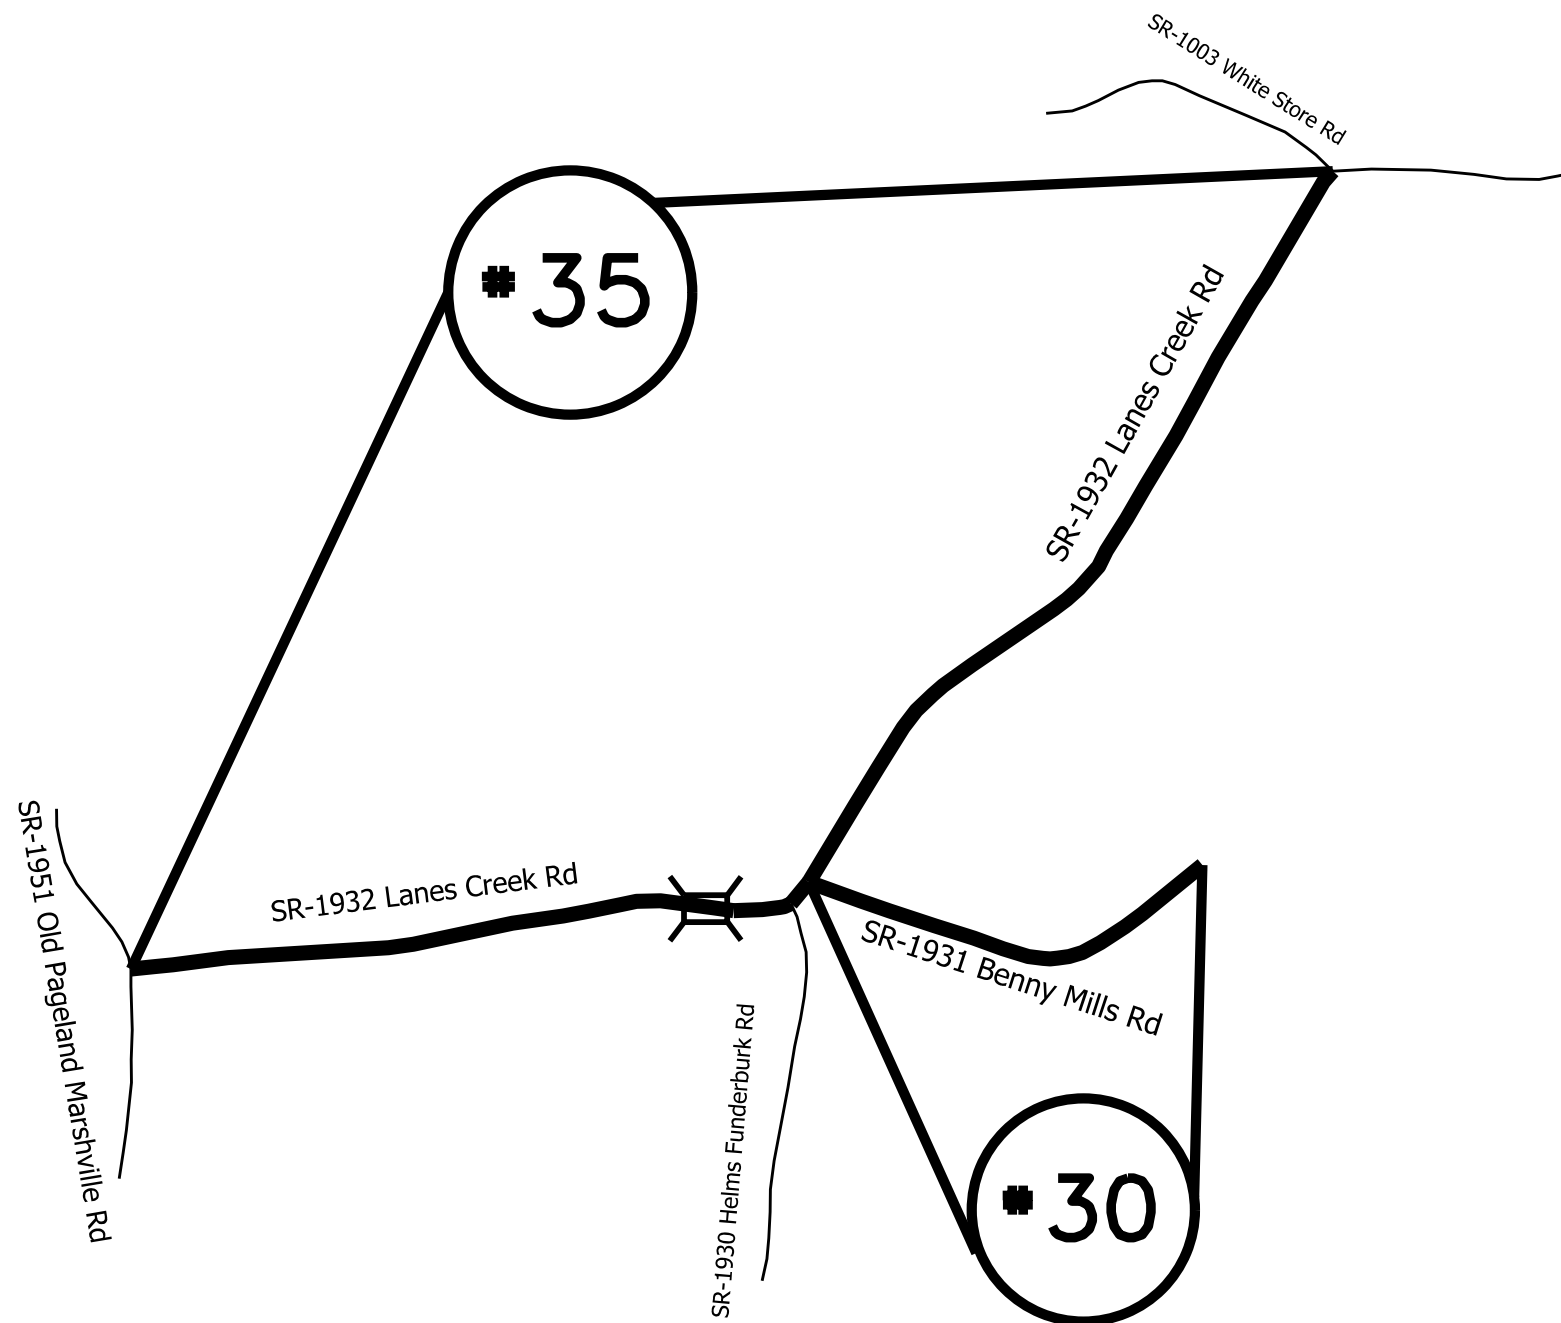 SR-1003 White Store Rd
#35
SR-1932 Lanes Creek Rd
SR-1951 Old Pageland Marshville Rd
SR-1932 Lanes Creek Rd
SR-1931 Benny Mills Rd
SR-1930 Helms Funderburk Rd
#30